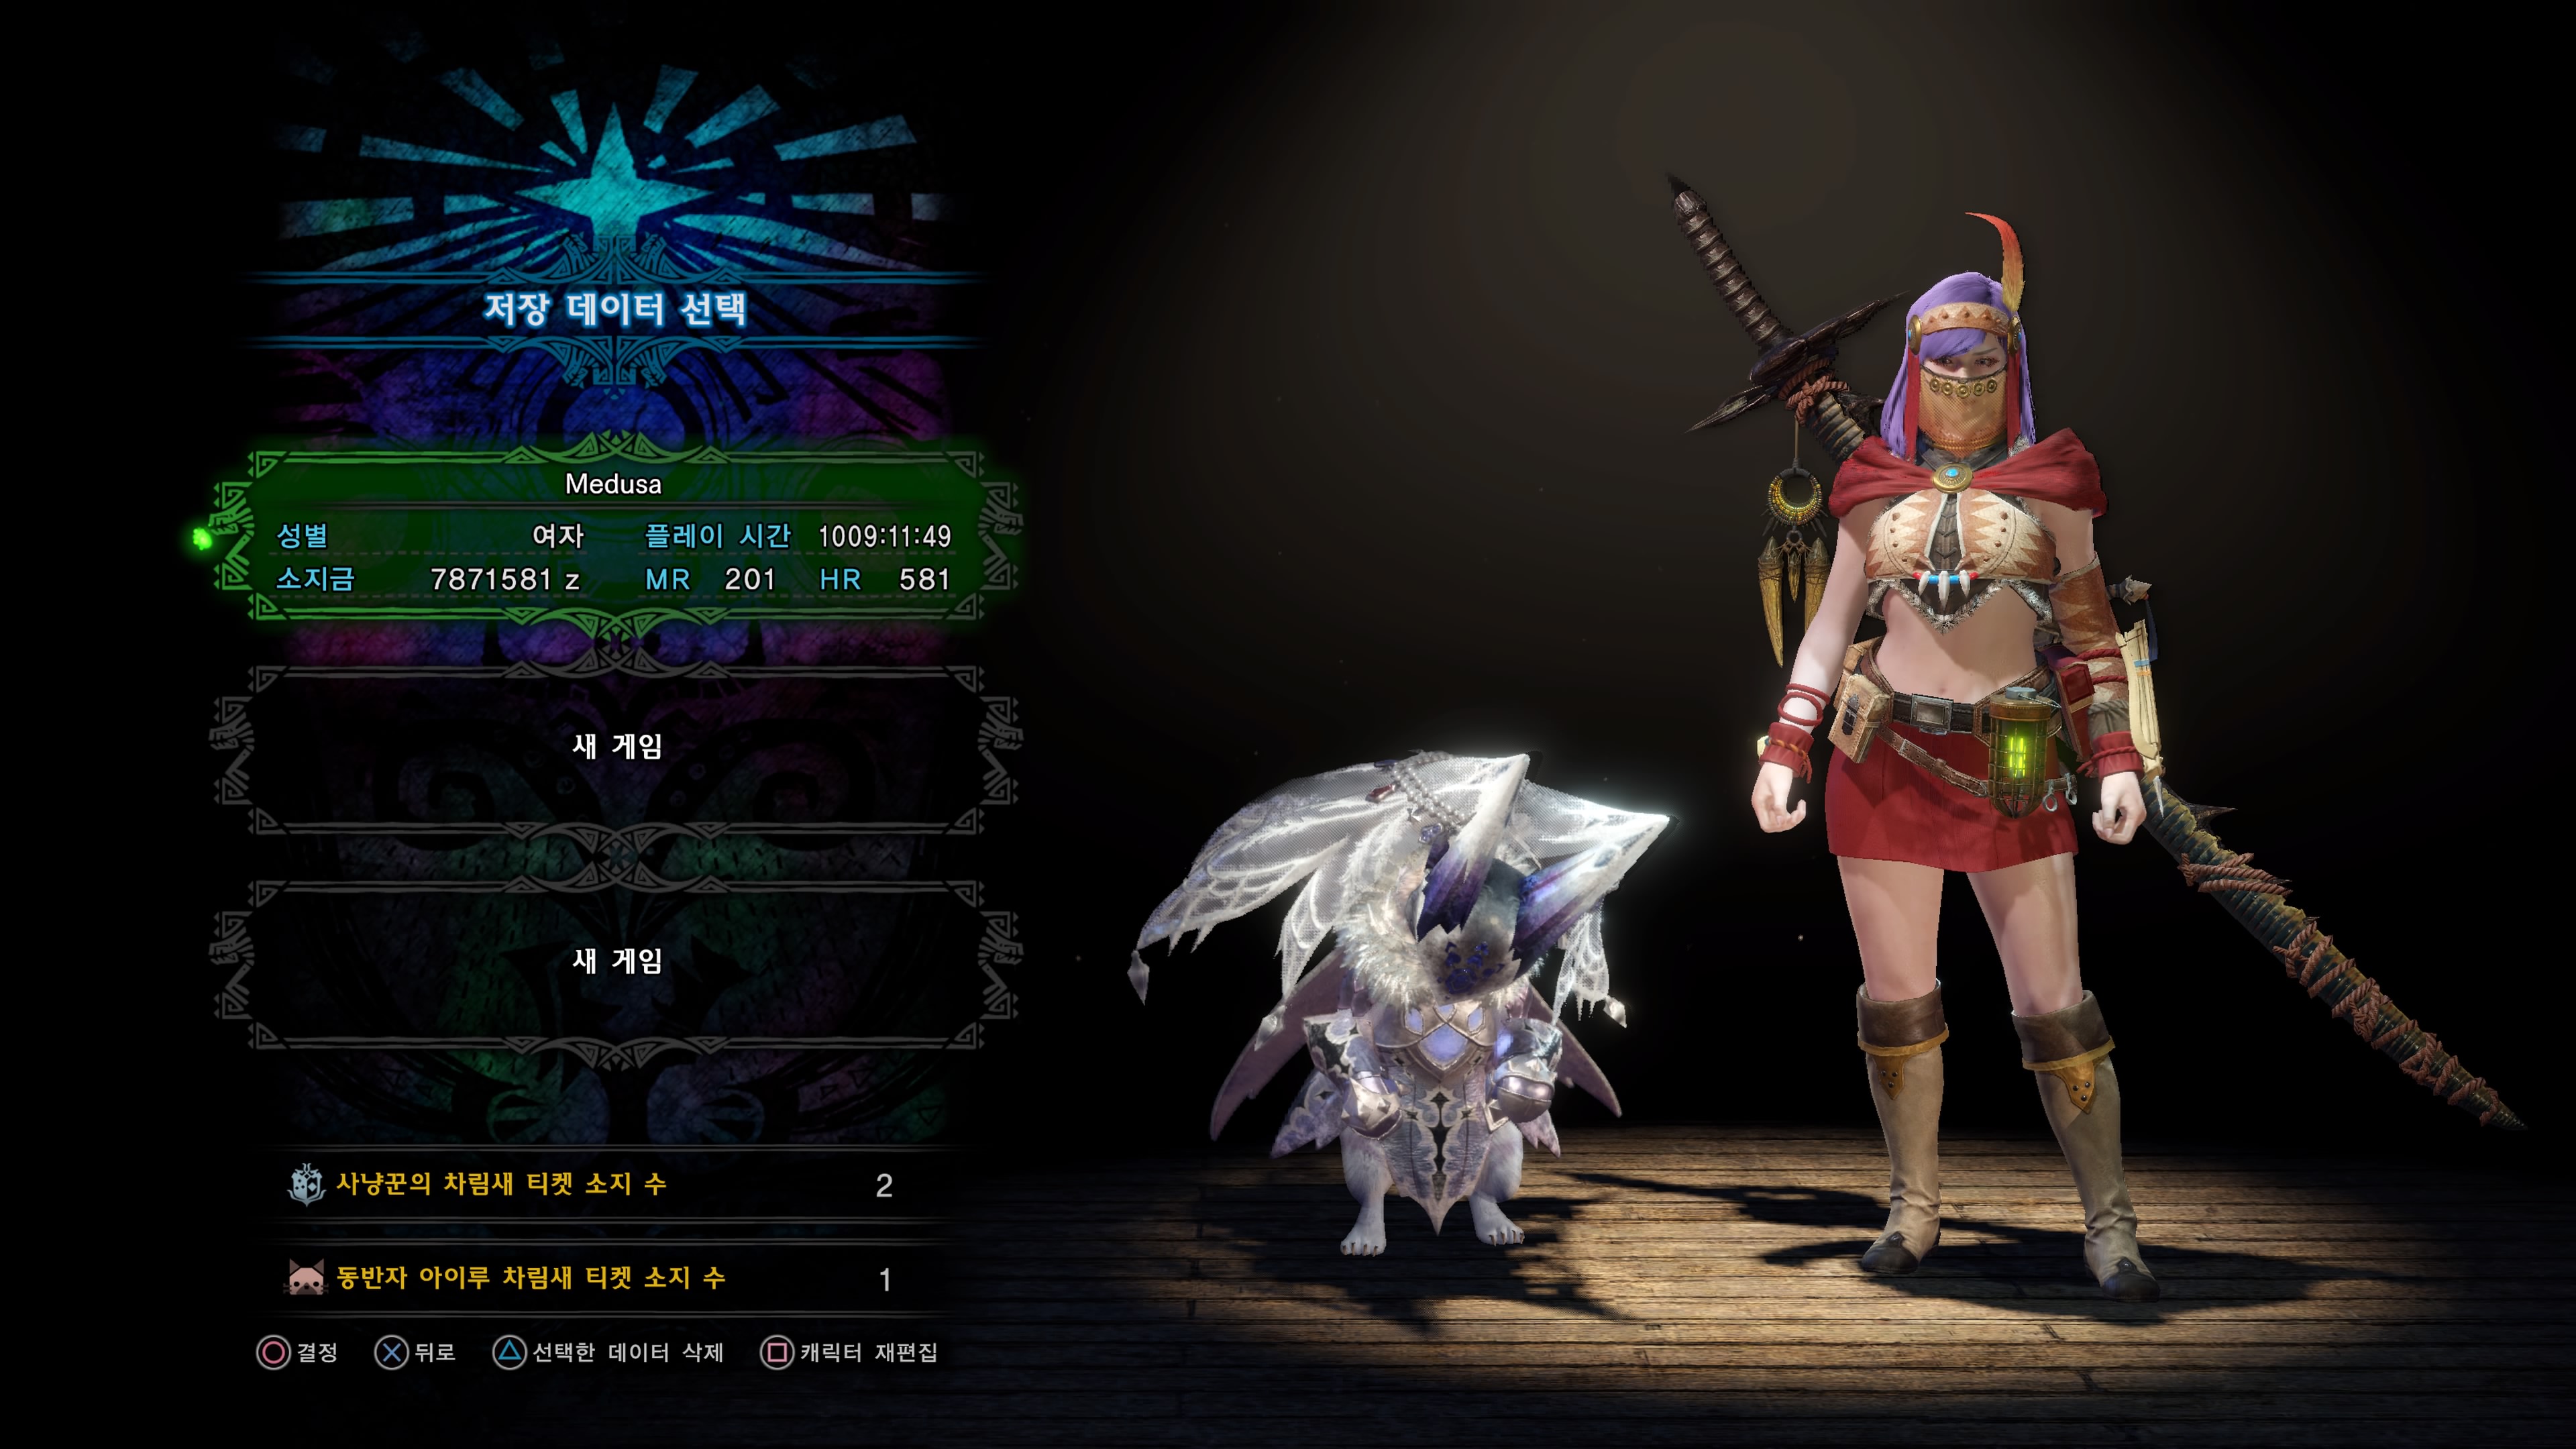 저장 데이터 선택
Medusa
성별 여자 플레이 시간 1009:11:49
소지금 7871581 z MR 201 HR 581
새 게임
새 게임
사냥꾼의 차림새 티켓 소지 수 2
동반자 아이루 차림새 티켓 소지 수 1
결정 뒤로 선택한 데이터 삭제 캐릭터 재편집